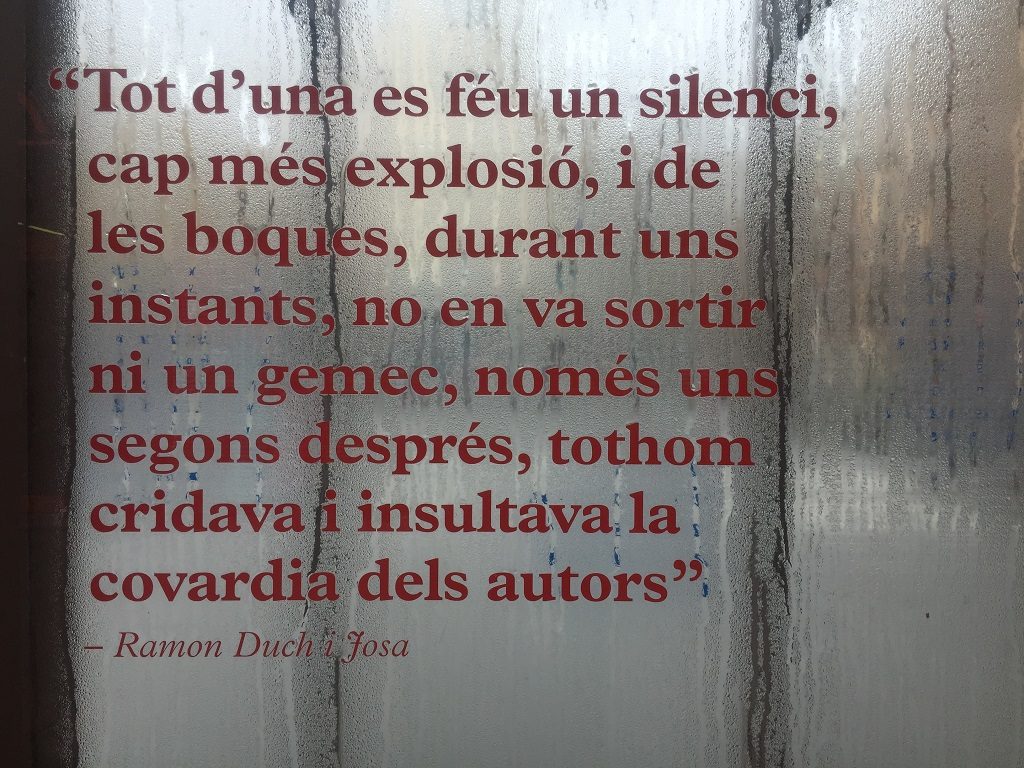 “Tot d’una es féu un silenci,
cap més explosió, i de
les boques, durant uns
instants, no en va sortir
ni un gemec, només uns
segons després, tothom
cridava i insultava la
covardia dels autors”
– Ramon Duch i Josa